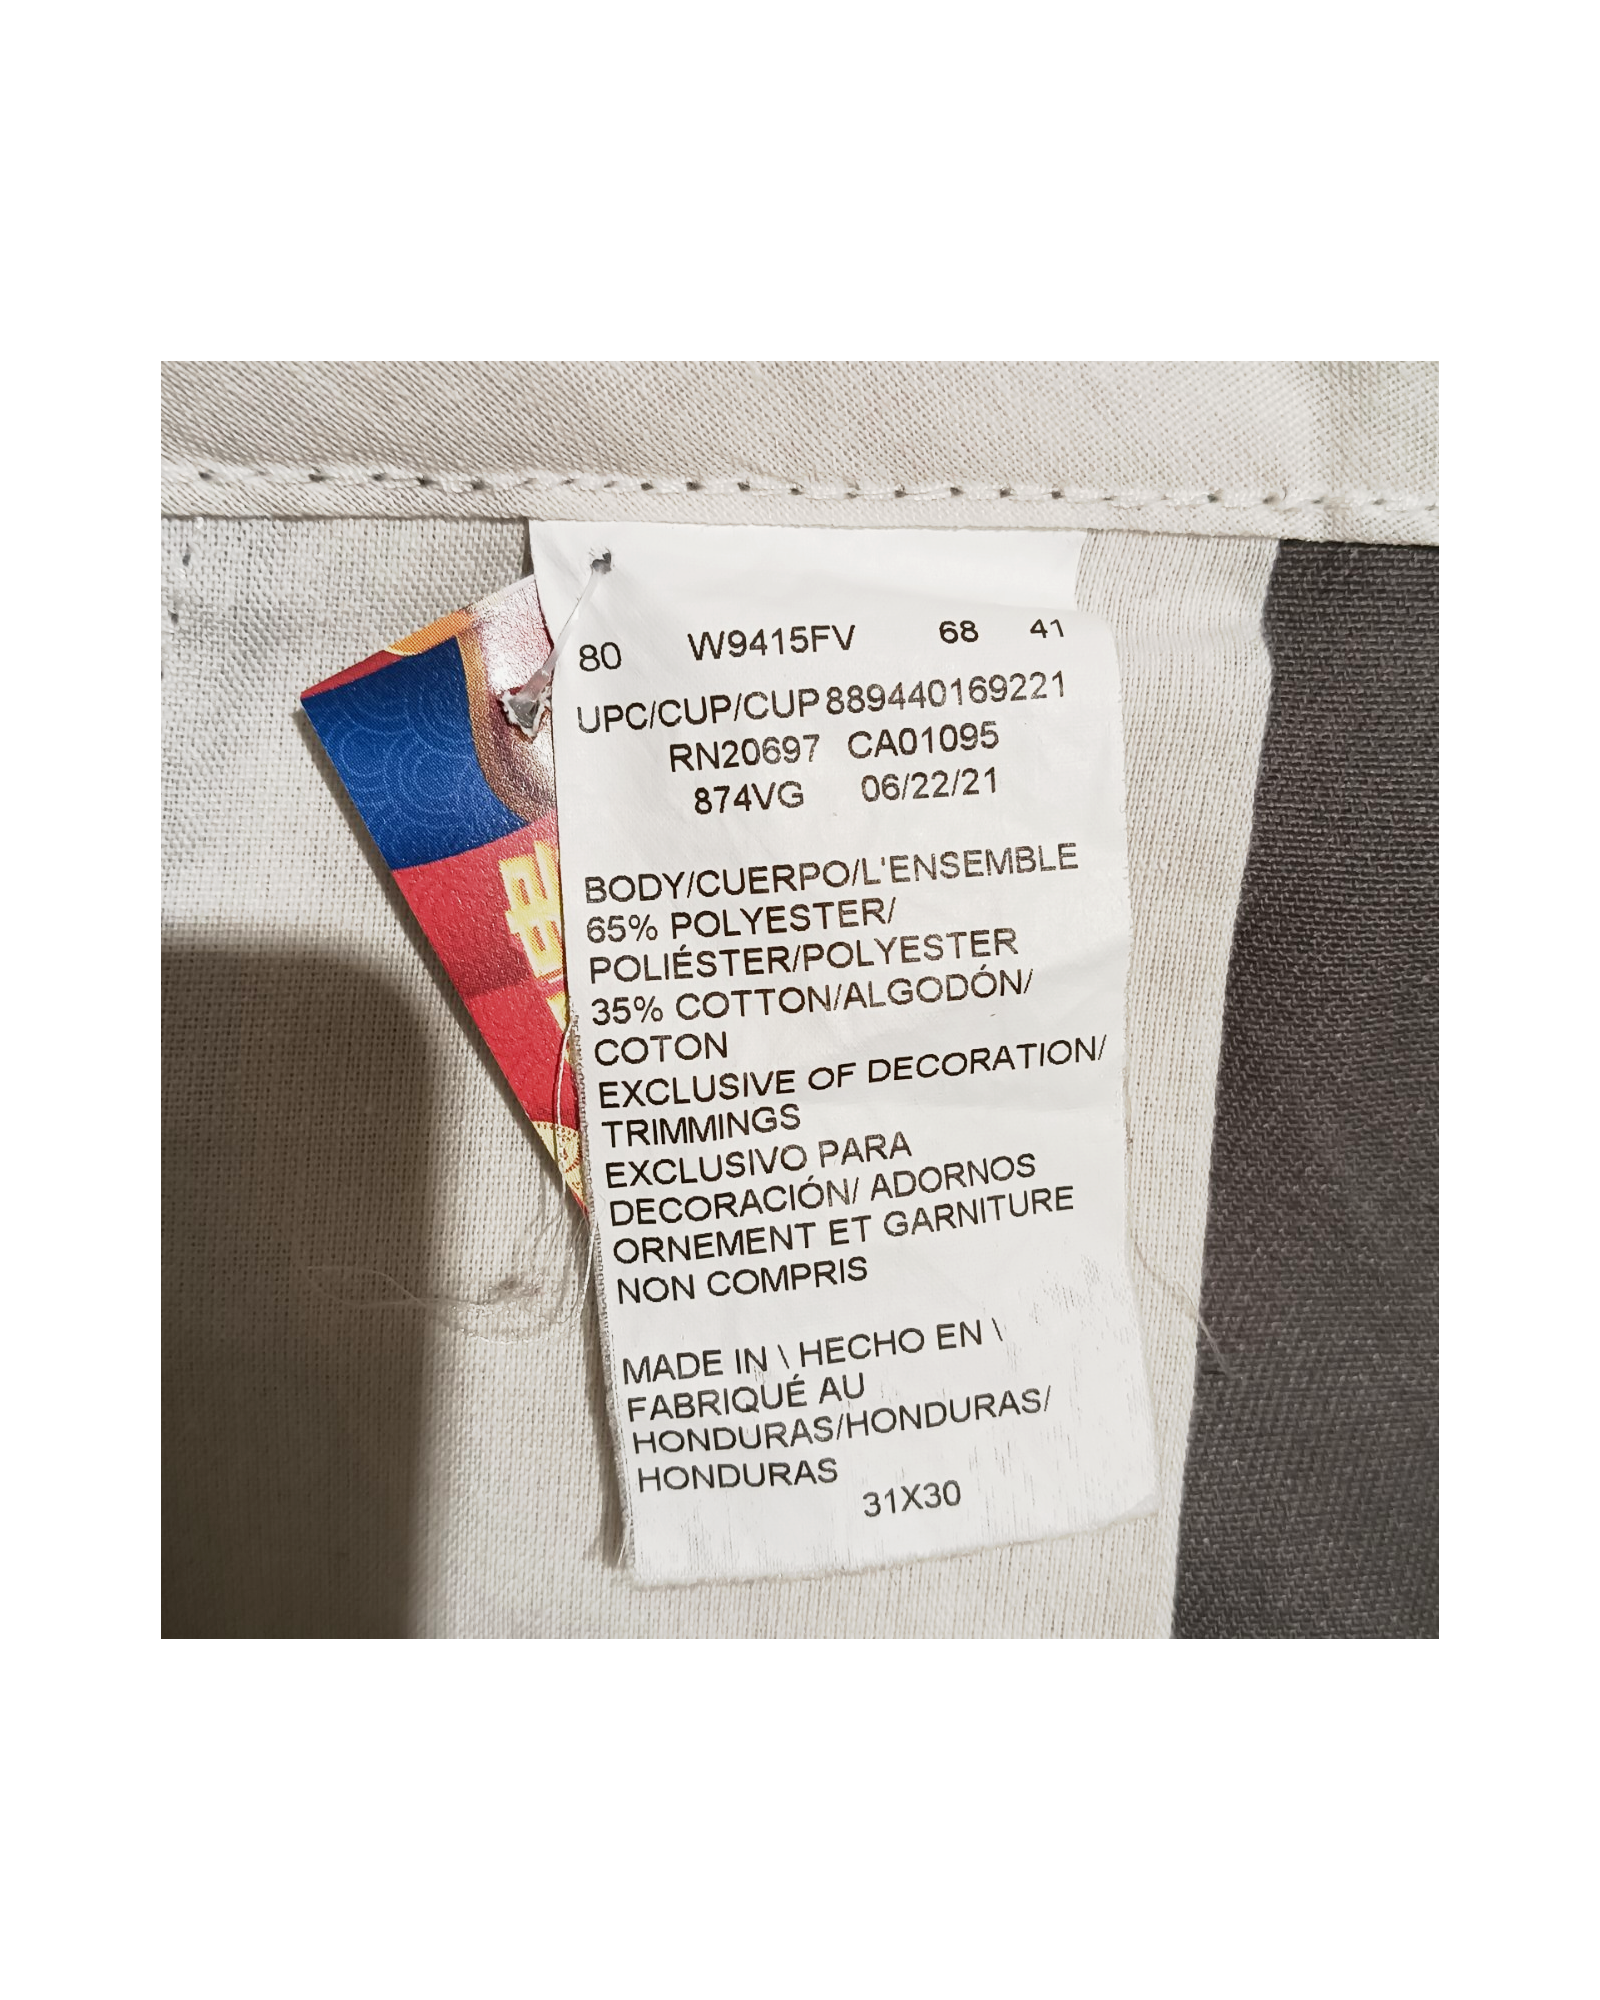 80 W9415FV 68 41
UPC/CUP/CUP 889440169221
RN20697 CA01095
874VG 06/22/21
BODY/CUERPO/L'ENSEMBLE
65% POLYESTER/
POLIÉSTER/POLYESTER
35% COTTON/ALGODÓN/
COTON
EXCLUSIVE OF DECORATION/
TRIMMINGS
EXCLUSIVO PARA
DECORACIÓN/ ADORNOS
ORNEMENT ET GARNITURE
NON COMPRIS
MADE IN \ HECHO EN \
FABRIQUÉ AU
HONDURAS/HONDURAS/
HONDURAS
31X30